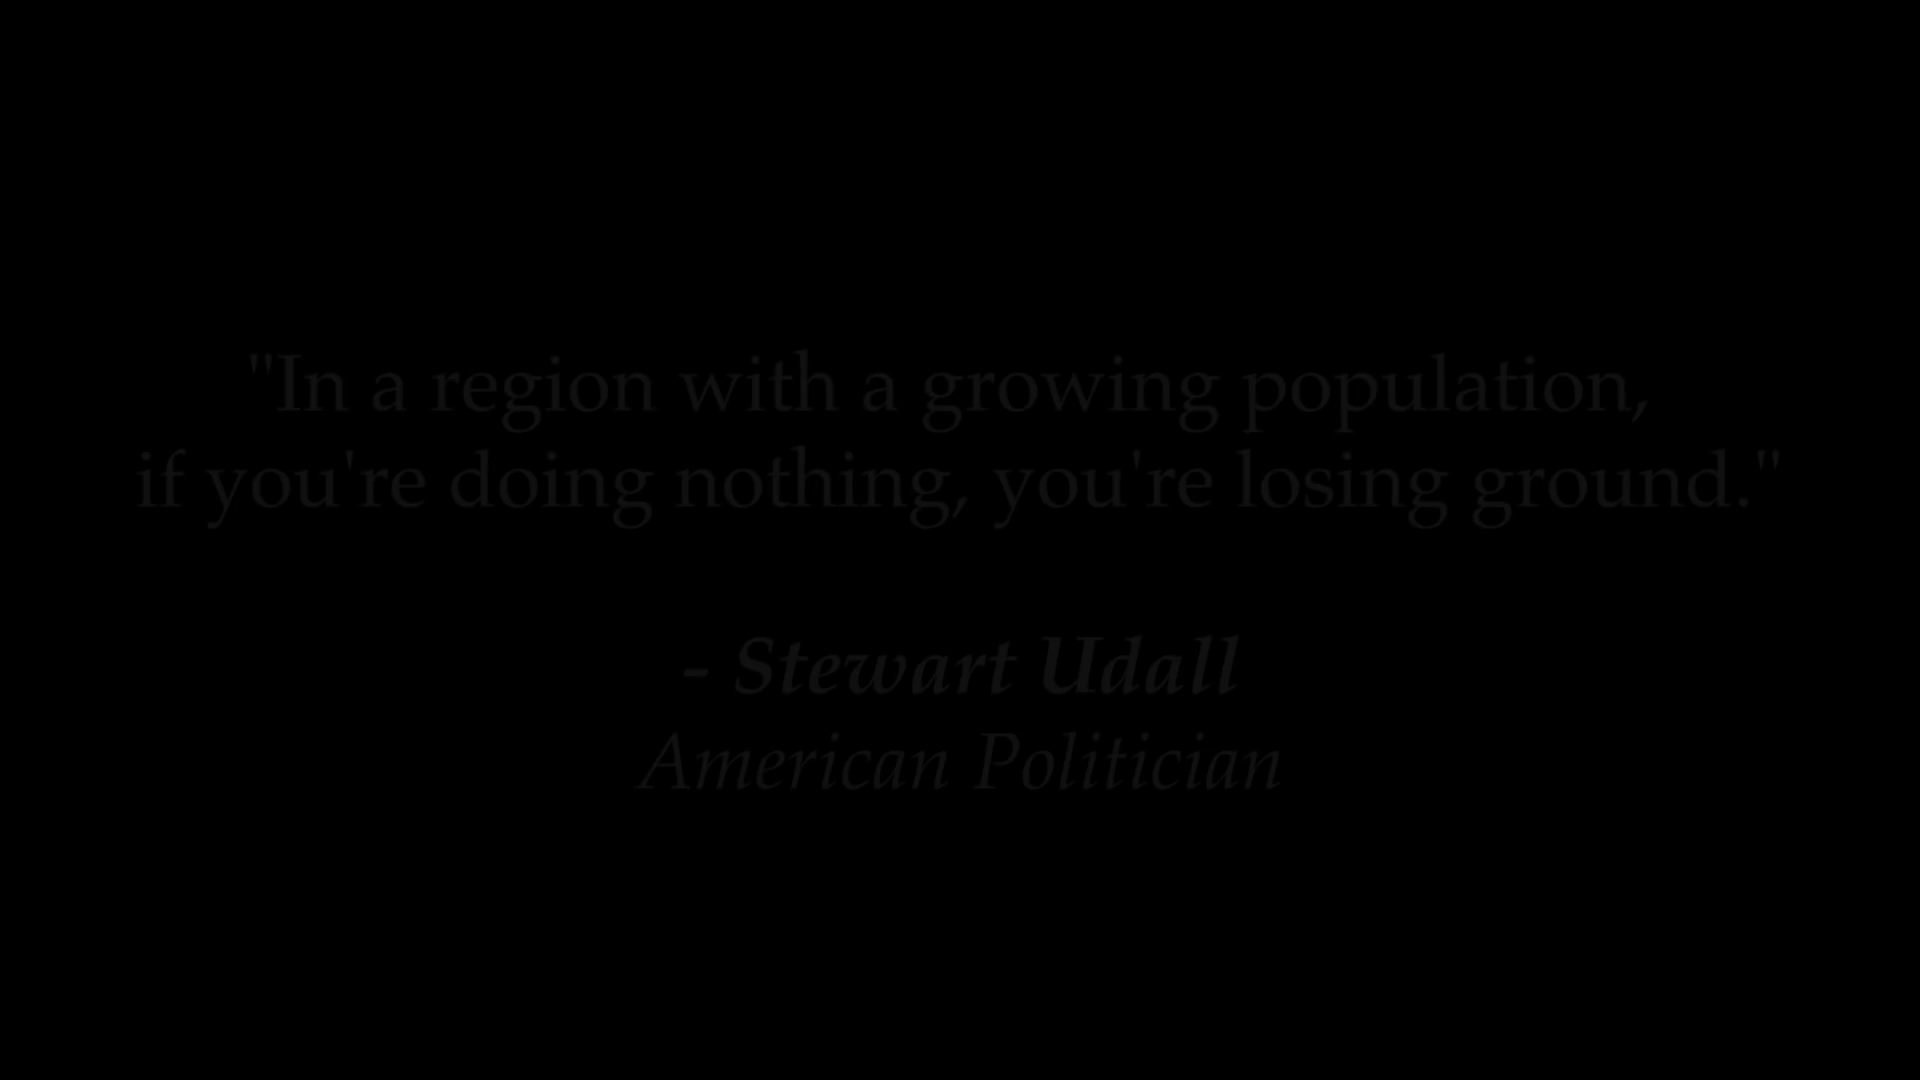 "In a region with a growing population,
if you're doing nothing, you're losing ground."
- Stewart Udall
American Politician